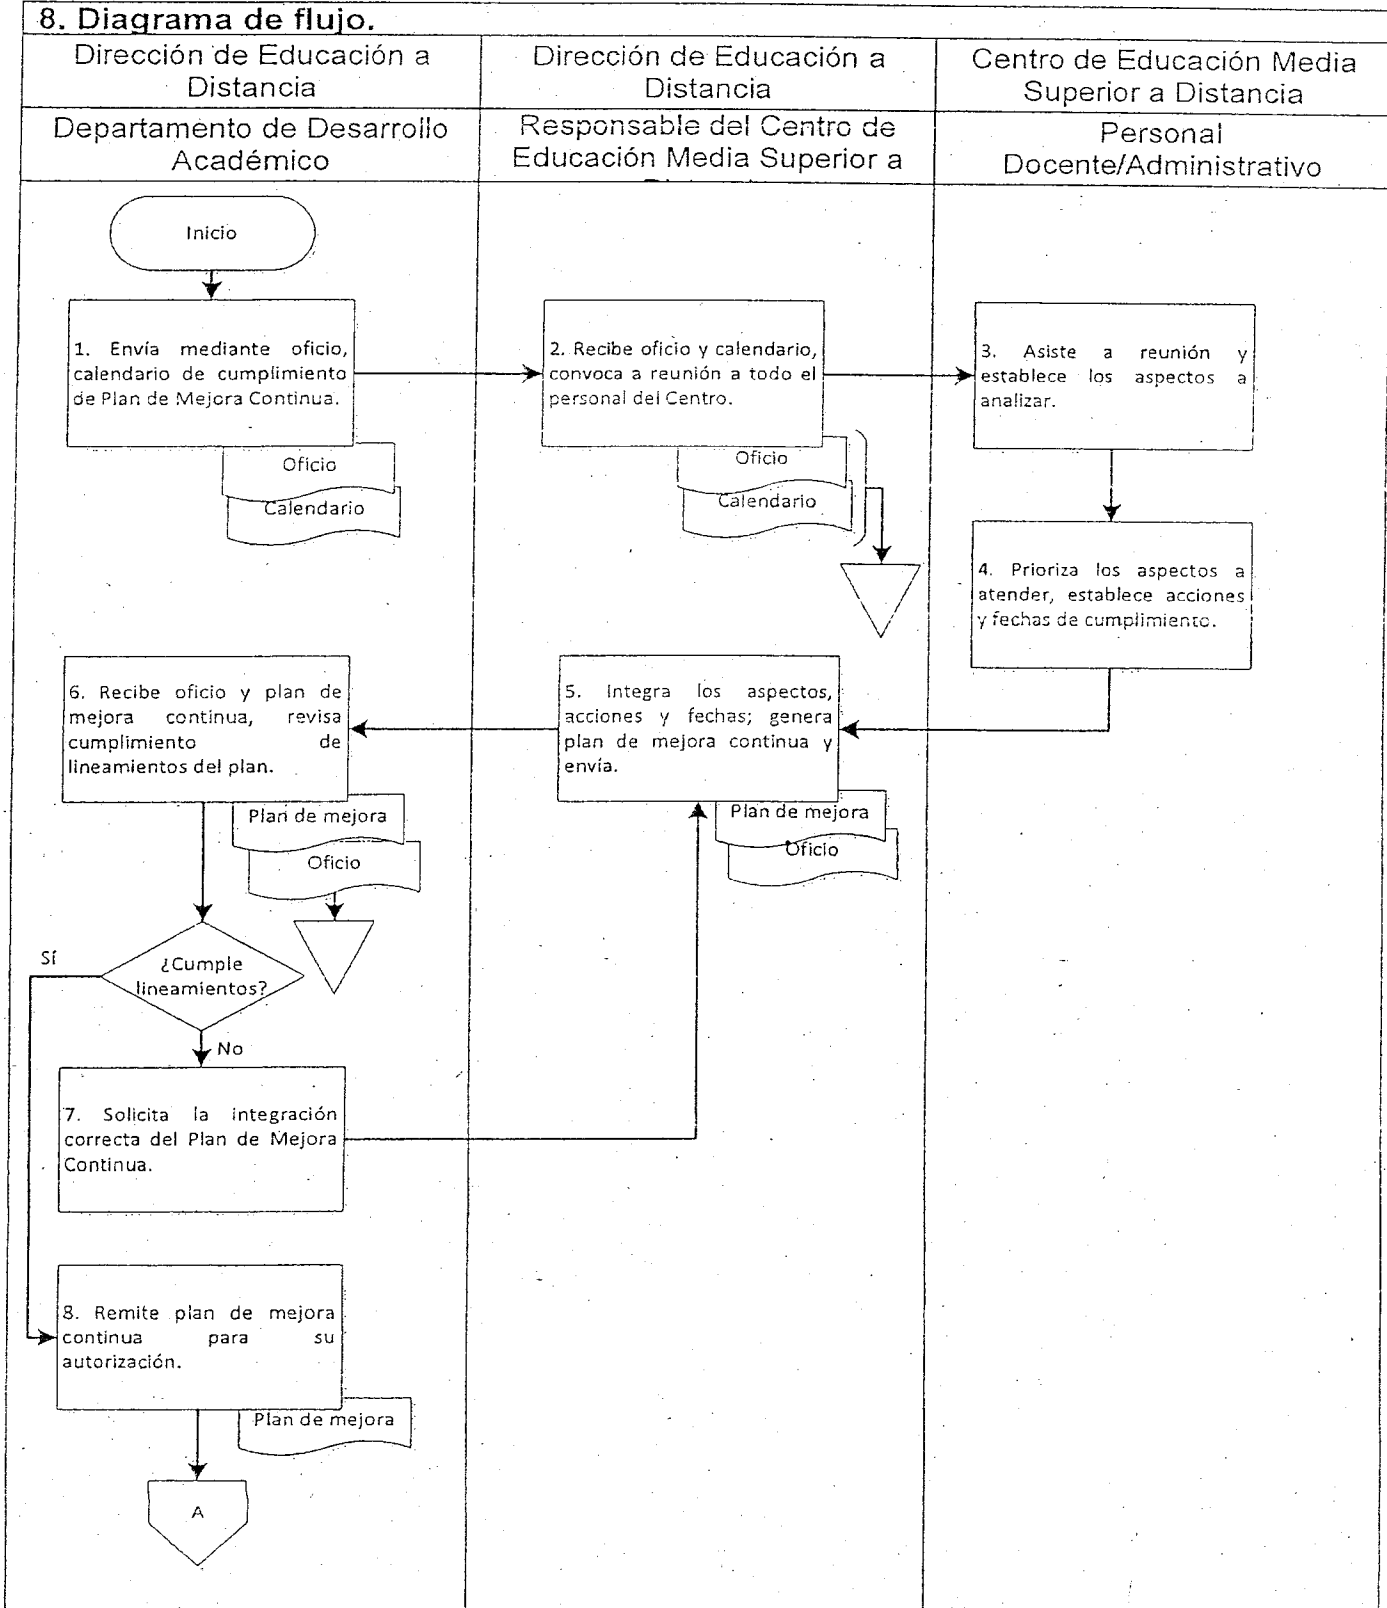 8. Diagrama de flujo.
Dirección de Educación a
Distancia
Dirección de Educación a
Distancia
Centro de Educación Media
Superior a Distancia
Departamento de Desarrollo
Académico
Responsable del Centro de
Educación Media Superior a
Personal
Docente/Administrativo
Inicio
1. Envía mediante oficio,
calendario de cumplimiento
de Plan de Mejora Continua.
Oficio
Calendario
2. Recibe oficio y calendario,
convoca a reunión a todo el
personal del Centro.
Oficio
Calendario
3. Asiste a reunión y
establece los aspectos a
analizar.
4. Prioriza los aspectos a
atender, establece acciones
y fechas de cumplimiento.
5. Integra los aspectos,
acciones y fechas; genera
plan de mejora continua y
envía.
Plan de mejora
Oficio
6. Recibe oficio y plan de
mejora continua, revisa
cumplimiento de
lineamientos del plan.
Plan de mejora
Oficio
¿Cumple
lineamientos?
Sí
No
7. Solicita la integración
correcta del Plan de Mejora
Continua.
8. Remite plan de mejora
continua para su
autorización.
Plan de mejora
A